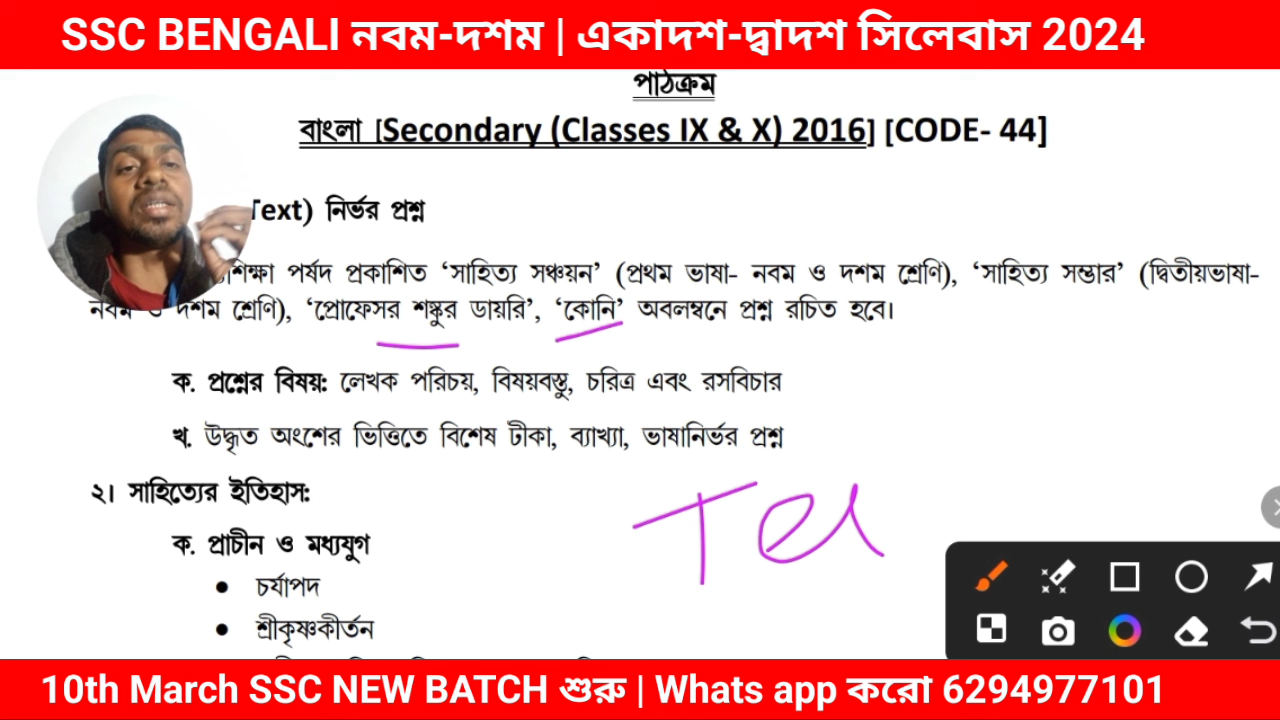 SSC BENGALI নবম-দশম | একাদশ-দ্বাদশ সিলেবাস 2024
পাঠক্রম
বাংলা [Secondary (Classes IX & X) 2016] [CODE- 44]
Text) নির্ভর প্রশ্ন
পর্ষদ প্রকাশিত ‘সাহিত্য সঞ্চয়ন’ (প্রথম ভাষা- নবম ও দশম শ্রেণি), ‘সাহিত্য সম্ভার’ (দ্বিতীয়ভাষা-
নবম ও দশম শ্রেণি), ‘প্রোফেসর শঙ্কুর ডায়রি’, ‘কোনি’ অবলম্বনে প্রশ্ন রচিত হবে।
ক. প্রশ্নের বিষয়: লেখক পরিচয়, বিষয়বস্তু, চরিত্র এবং রসবিচার
খ. উদ্ধৃত অংশের ভিত্তিতে বিশেষ টীকা, ব্যাখ্যা, ভাষানির্ভর প্রশ্ন
২। সাহিত্যের ইতিহাস:
ক. প্রাচীন ও মধ্যযুগ
• চর্যাপদ
• শ্রীকৃষ্ণকীর্তন
10th March SSC NEW BATCH শুরু | Whats app করো 6294977101